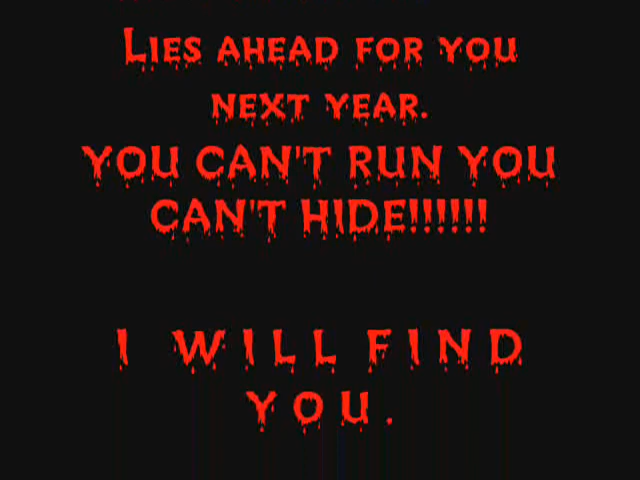 Lies ahead for you
next year.
YOU CAN'T RUN YOU
CAN'T HIDE!!!!!!
I WILL FIND
YOU.